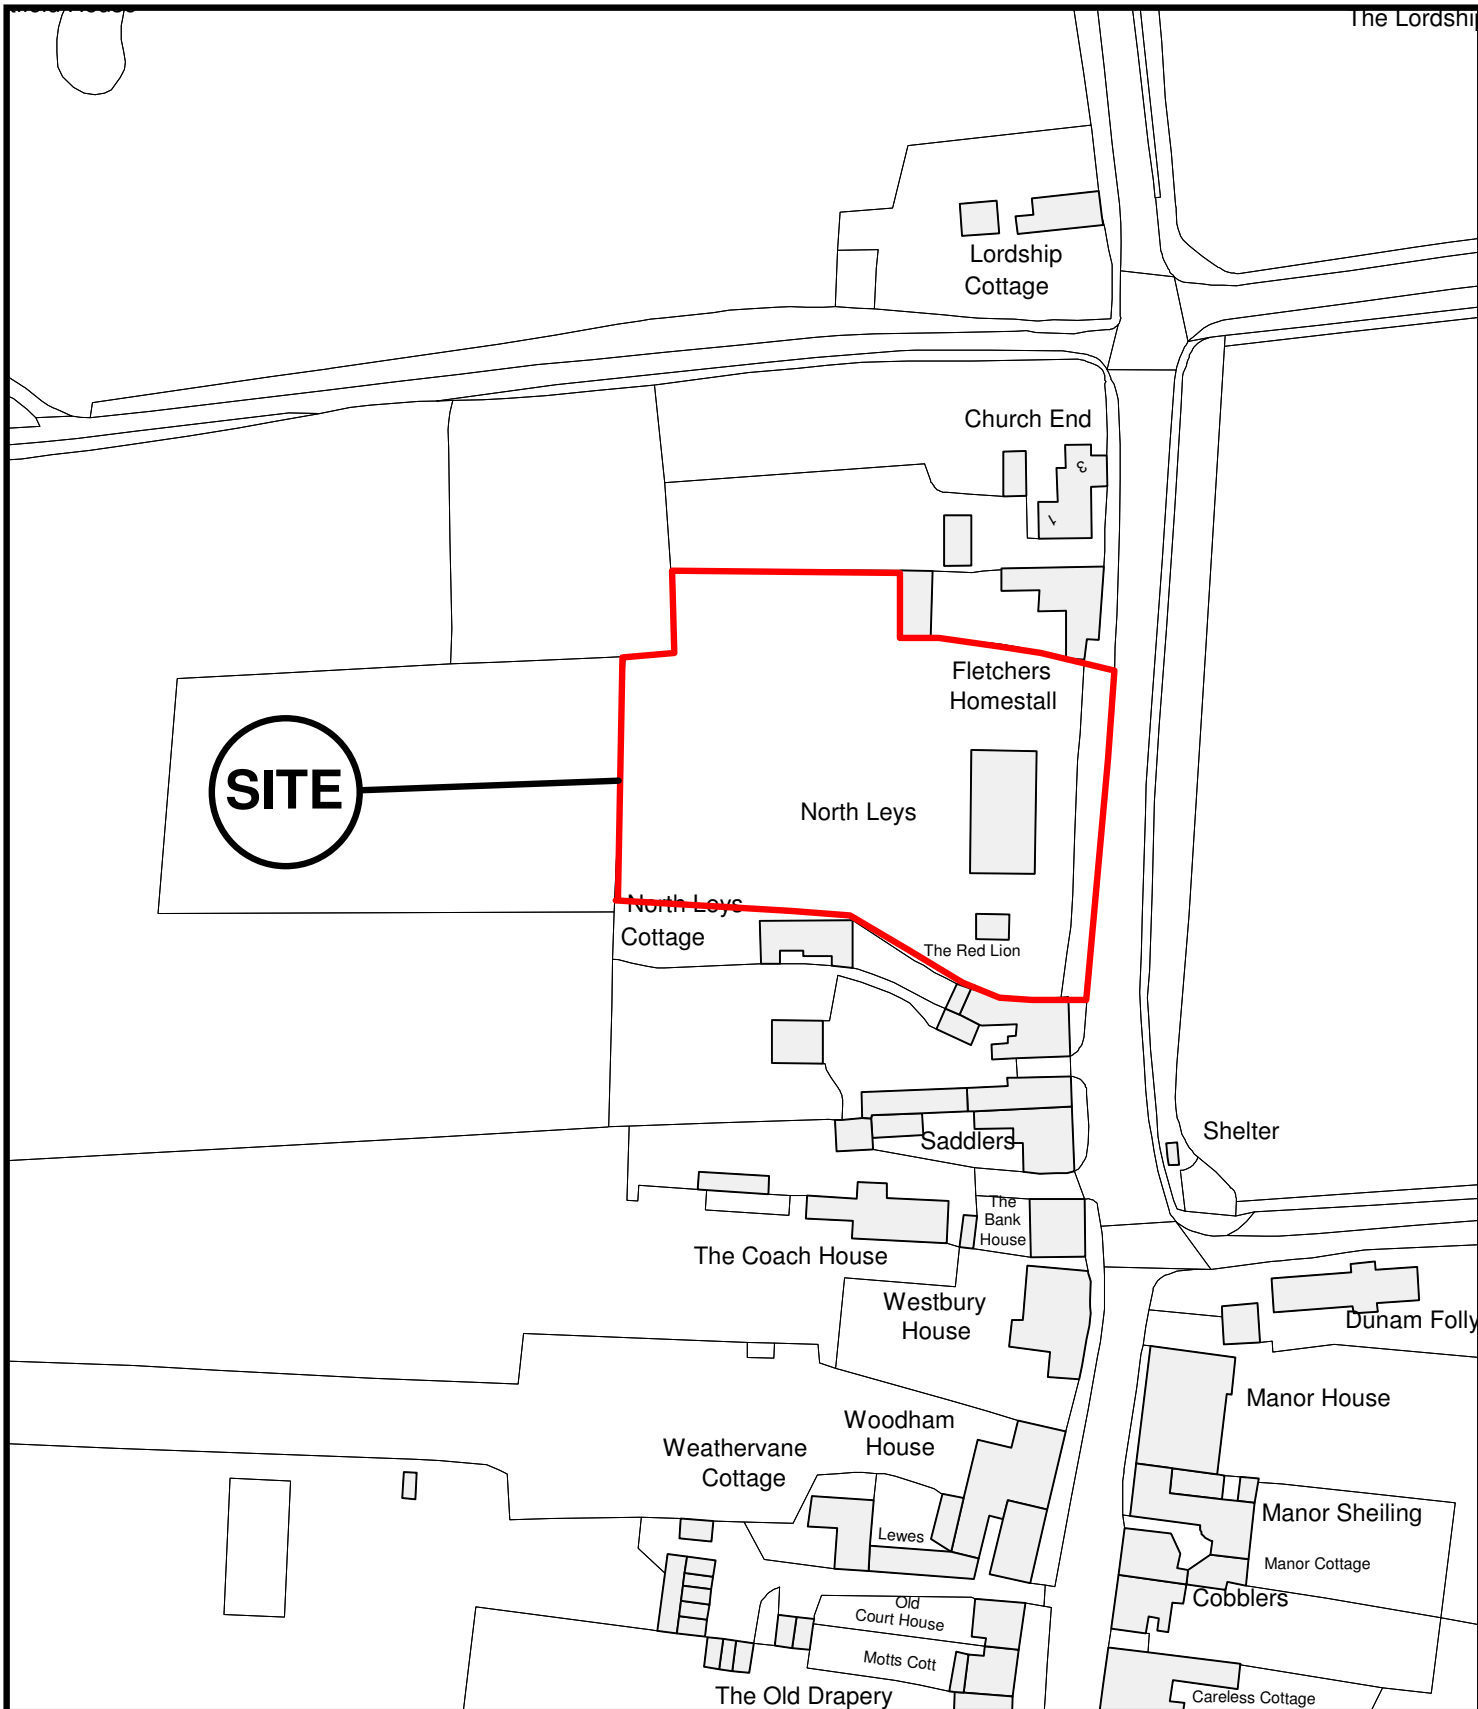 The Lordship
Lordship
Cottage
Church End
3
1
Fletchers
Homestall
SITE
North Leys
North Leys
Cottage
The Red Lion
Saddlers
Shelter
The
Bank
House
The Coach House
Westbury
House
Dunam Folly
Manor House
Woodham
House
Weathervane
Cottage
Manor Sheiling
Lewes
Manor Cottage
Cobblers
Old
Court House
Motts Cott
The Old Drapery
Careless Cottage